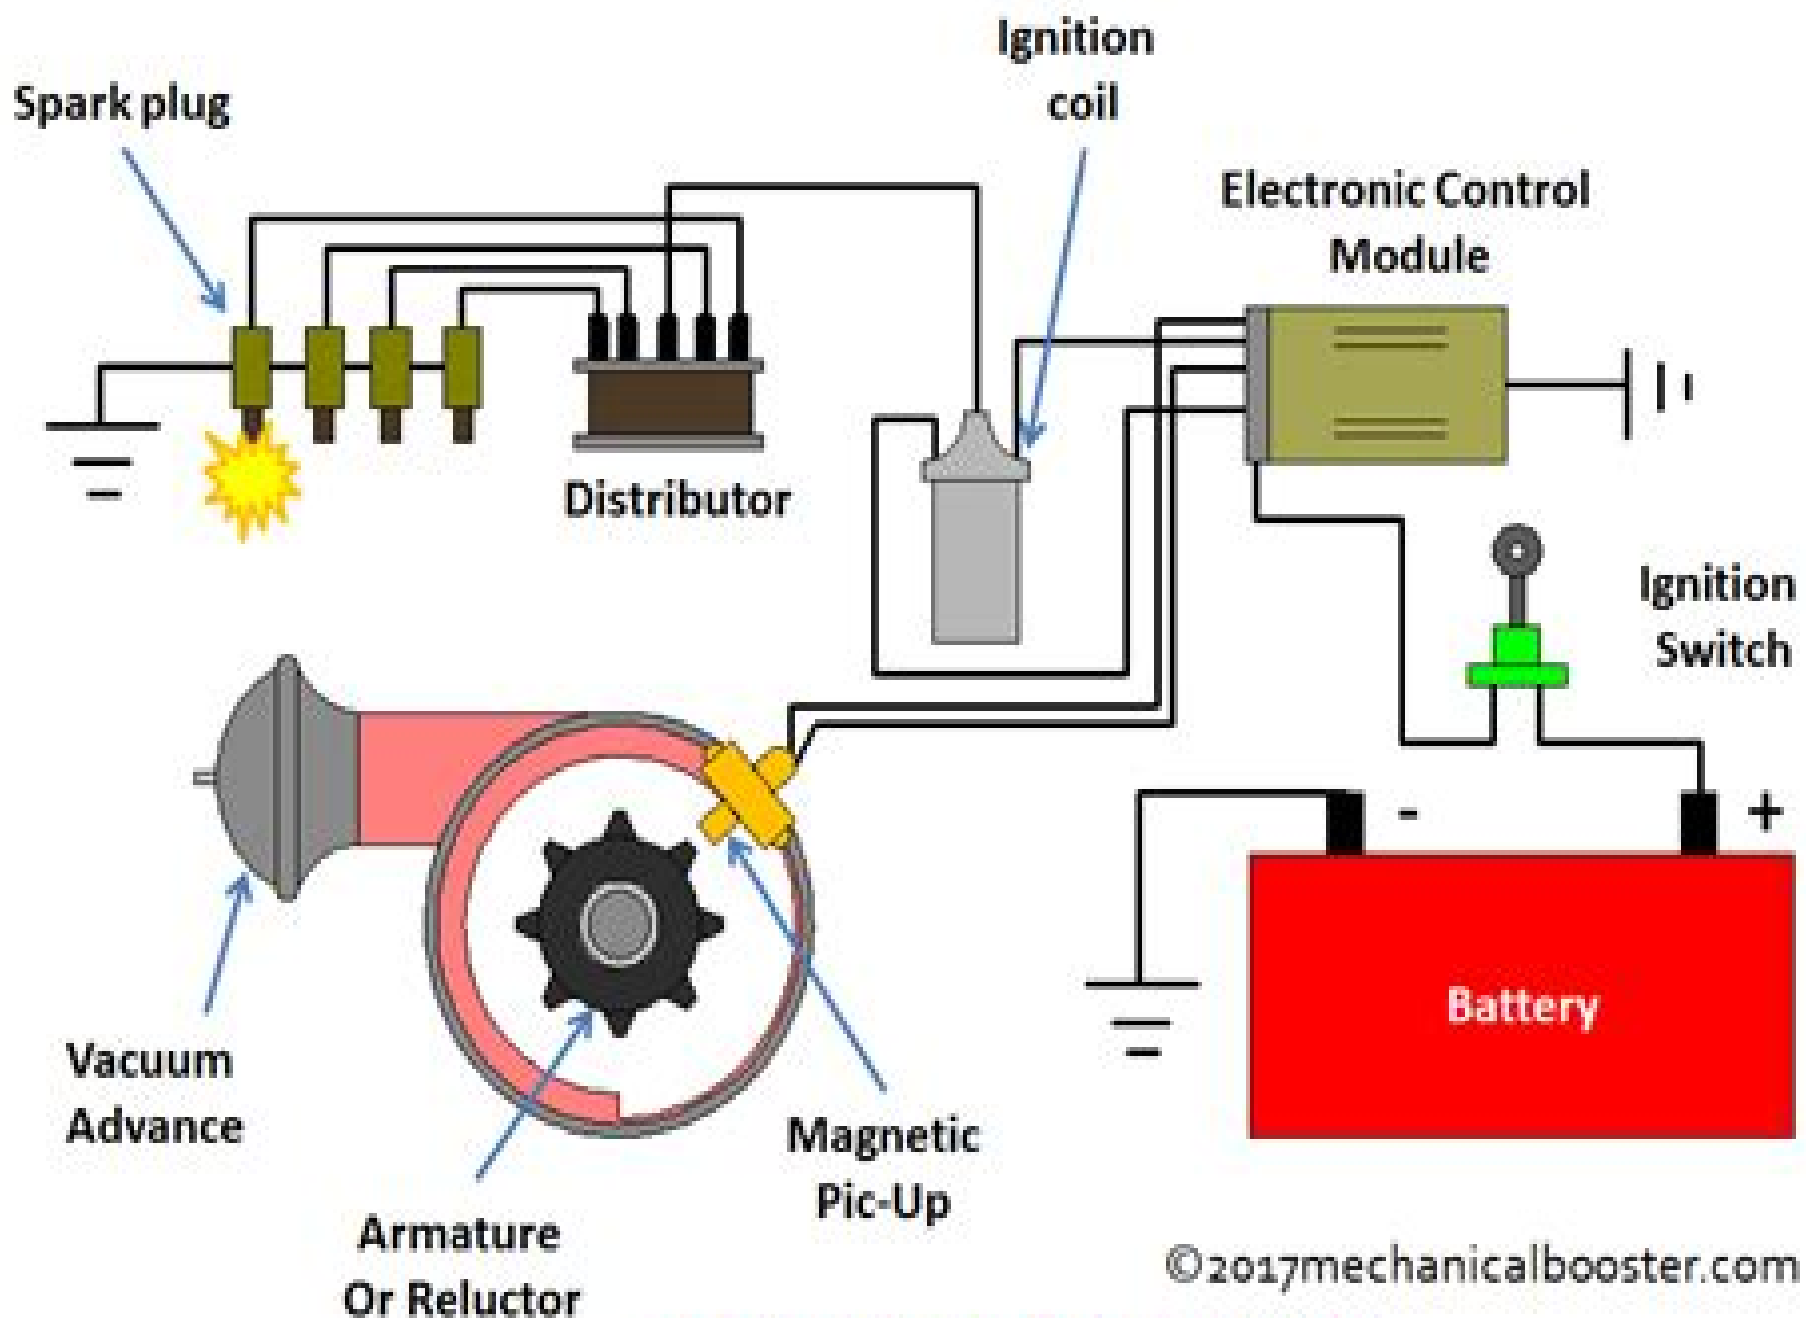 Ignition
coil
Spark plug
Electronic Control
Module
Distributor
Ignition
Switch
- +
Battery
Vacuum
Advance
Magnetic
Pic-Up
Armature
Or Reluctor
©2017mechanicalbooster.com